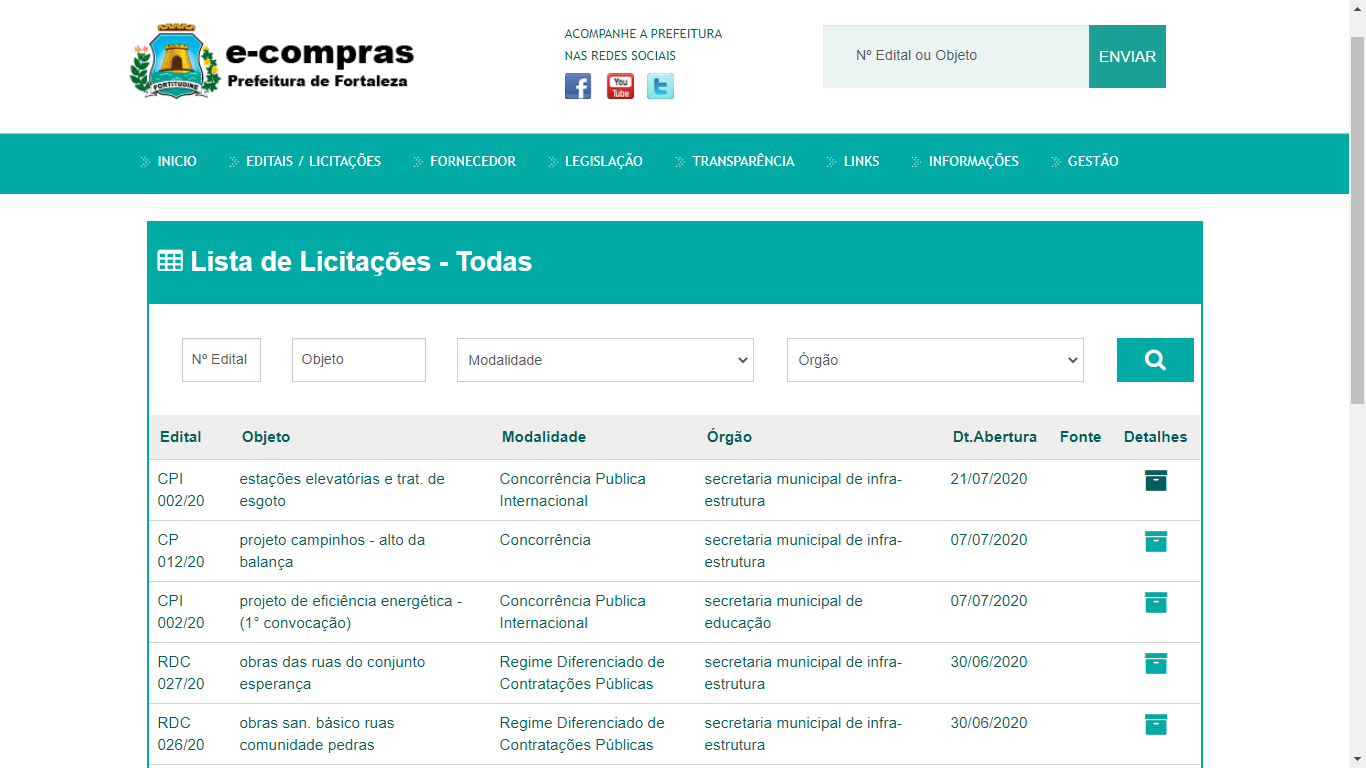 e-compras
Prefeitura de Fortaleza
FORTITUDINE
ACOMPANHE A PREFEITURA
NAS REDES SOCIAIS
You
Tube
Nº Edital ou Objeto
ENVIAR
INICIO EDITAIS / LICITAÇÕES FORNECEDOR LEGISLAÇÃO TRANSPARÊNCIA LINKS INFORMAÇÕES GESTÃO
Lista de Licitações - Todas
Nº Edital Objeto Modalidade Órgão
Edital Objeto Modalidade Órgão Dt.Abertura Fonte Detalhes
CPI estações elevatórias e trat. de Concorrência Publica secretaria municipal de infra- 21/07/2020
002/20 esgoto Internacional estrutura
CP projeto campinhos - alto da Concorrência secretaria municipal de infra- 07/07/2020
012/20 balança estrutura
CPI projeto de eficiência energética - Concorrência Publica secretaria municipal de 07/07/2020
002/20 (1° convocação) Internacional educação
RDC obras das ruas do conjunto Regime Diferenciado de secretaria municipal de infra- 30/06/2020
027/20 esperança Contratações Públicas estrutura
RDC obras san. básico ruas Regime Diferenciado de secretaria municipal de infra- 30/06/2020
026/20 comunidade pedras Contratações Públicas estrutura